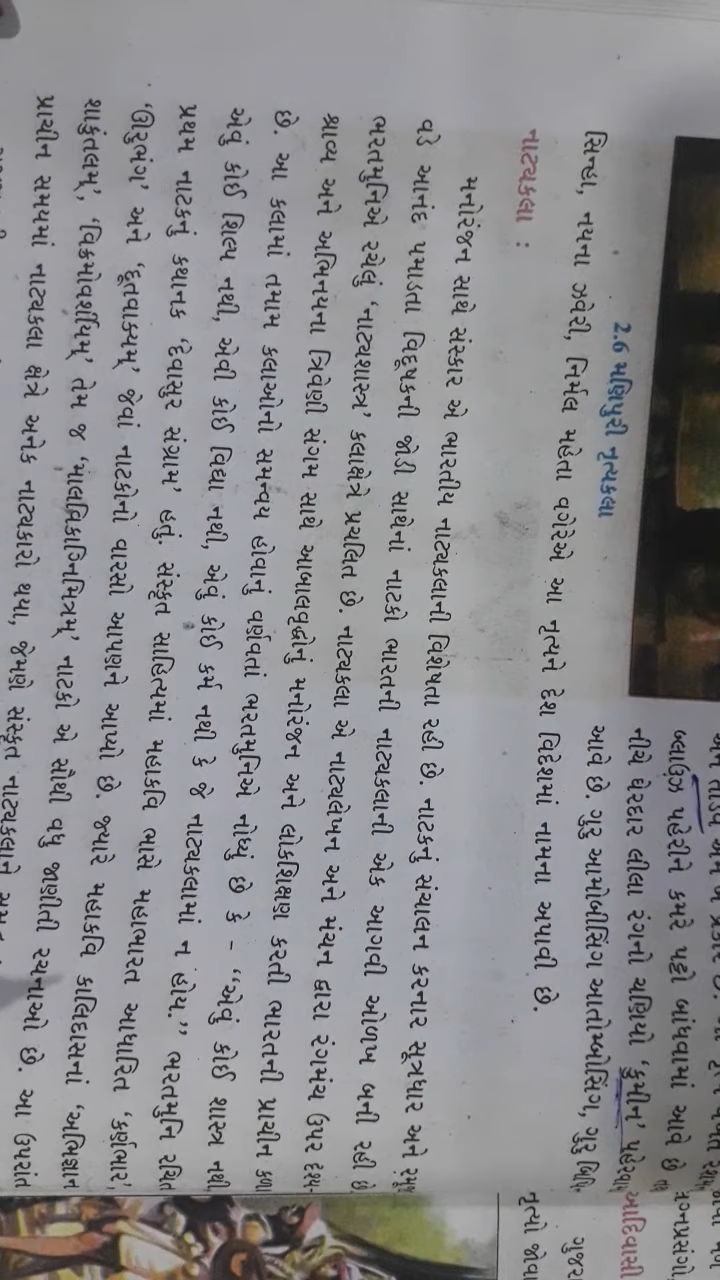 બ્લાઉઝ પહેરીને કમરે પટ્ટો બાંધવામાં આવે છે
નીચે ઘેરદાર લીલા રંગનો ચણિયો ‘કુમીન’ પહેરવામાં
2.6 મણિપુરી નૃત્યકલા
આવે છે. ગુરુ આમોબીસિંગ આતોમ્બોસિંગ, ગુરુ બિપિન
સિન્હા, નયના ઝવેરી, નિર્મલ મહેતા વગેરેએ આ નૃત્યને દેશ વિદેશમાં નામના અપાવી છે.
નાટ્યકલા :
મનોરંજન સાથે સંસ્કાર એ ભારતીય નાટ્યકલાની વિશેષતા રહી છે. નાટકનું સંચાલન કરનાર સૂત્રધાર અને રમૂજ
વડે આનંદ પમાડતા વિદૂષકની જોડી સાથેનાં નાટકો ભારતની નાટ્યકલાની એક આગવી ઓળખ બની રહી છે.
ભરતમુનિએ રચેલું ‘નાટ્યશાસ્ત્ર’ કલાક્ષેત્રે પ્રચલિત છે. નાટ્યકલા એ નાટ્યલેખન અને મંચન દ્વારા રંગમંચ ઉપર દૃશ્ય-
શ્રાવ્ય અને અભિનયના ત્રિવેણી સંગમ સાથે આબાલવૃદ્ધોનું મનોરંજન અને લોકશિક્ષણ કરતી ભારતની પ્રાચીન કળા
છે. આ કલામાં તમામ કલાઓનો સમન્વય હોવાનું વર્ણવતાં ભરતમુનિએ નોંધ્યું છે કે - “એવું કોઈ શાસ્ત્ર નથી,
એવું કોઈ શિલ્પ નથી, એવી કોઈ વિદ્યા નથી, એવું કોઈ કર્મ નથી કે જે નાટ્યકલામાં ન હોય.” ભરતમુનિ રચિત
પ્રથમ નાટકનું કથાનક ‘દેવાસુર સંગ્રામ’ હતું. સંસ્કૃત સાહિત્યમાં મહાકવિ ભાસે મહાભારત આધારિત ‘કર્ણભાર’,
‘ઊરુભંગ’ અને ‘દૂતવાક્યમ્’ જેવાં નાટકોનો વારસો આપણને આપ્યો છે. જ્યારે મહાકવિ કાલિદાસનાં ‘અભિજ્ઞાન
શાકુંતલમ્’, ‘વિક્રમોવર્શીયમ્’ તેમ જ ‘માલવિકાગ્નિમિત્રમ્’ નાટકો એ સૌથી વધુ જાણીતી રચનાઓ છે. આ ઉપરાંત
પ્રાચીન સમયમાં નાટ્યકલા ક્ષેત્રે અનેક નાટ્યકારો થયા, જેમણે સંસ્કૃત નાટ્યકલાને
આદિવાસી
પ્રસંગો
ગુજરા
નૃત્યો જોવા